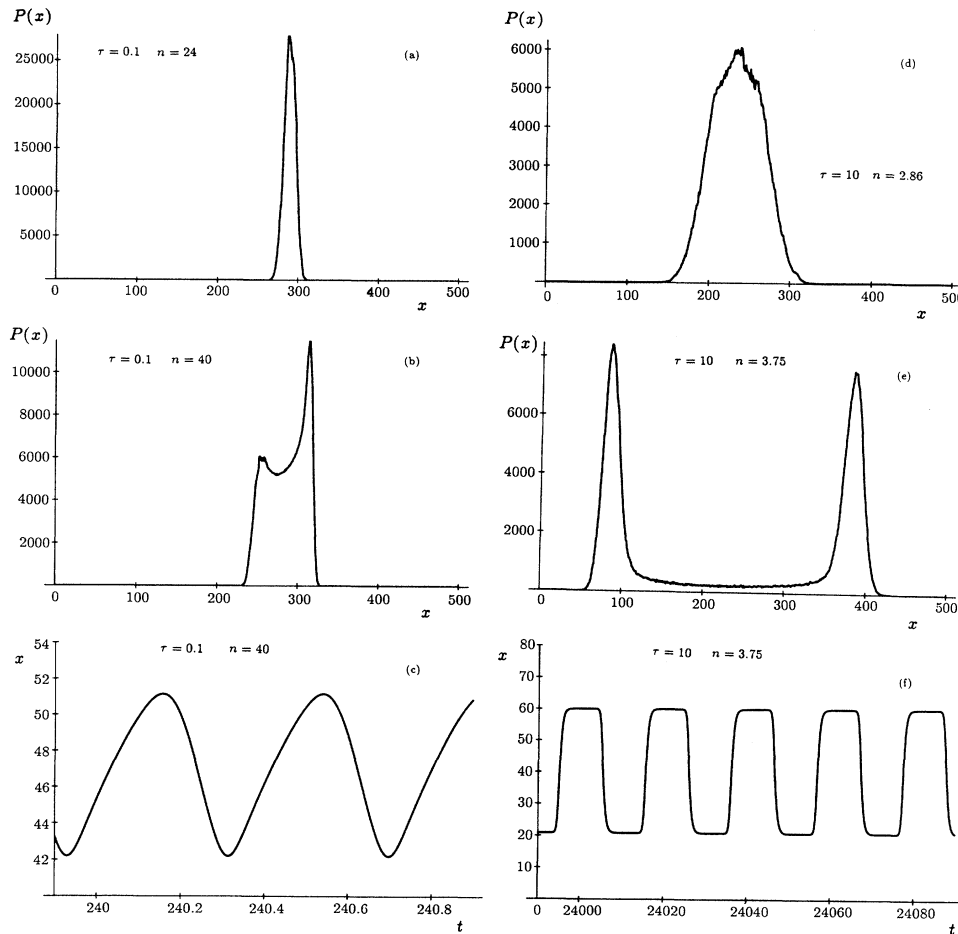 P(x)
τ = 0.1 n = 24
(a)
25000
20000
15000
10000
5000
0
100
200
300
400
500
x
P(x)
(d)
τ = 10 n = 2.86
6000
5000
4000
3000
2000
1000
0
100
200
300
400
50
x
P(x)
τ = 0.1 n = 40
(b)
10000
8000
6000
4000
2000
0
100
200
300
400
500
x
P(x)
τ = 10 n = 3.75
(e)
6000
4000
2000
0
100
200
300
400
500
x
x
τ = 0.1 n = 40
(c)
54
52
50
48
46
44
42
240
240.2
240.4
240.6
240.8
t
x
τ = 10 n = 3.75
(f)
80
70
60
50
40
30
20
10
0
24000
24020
24040
24060
24080
t